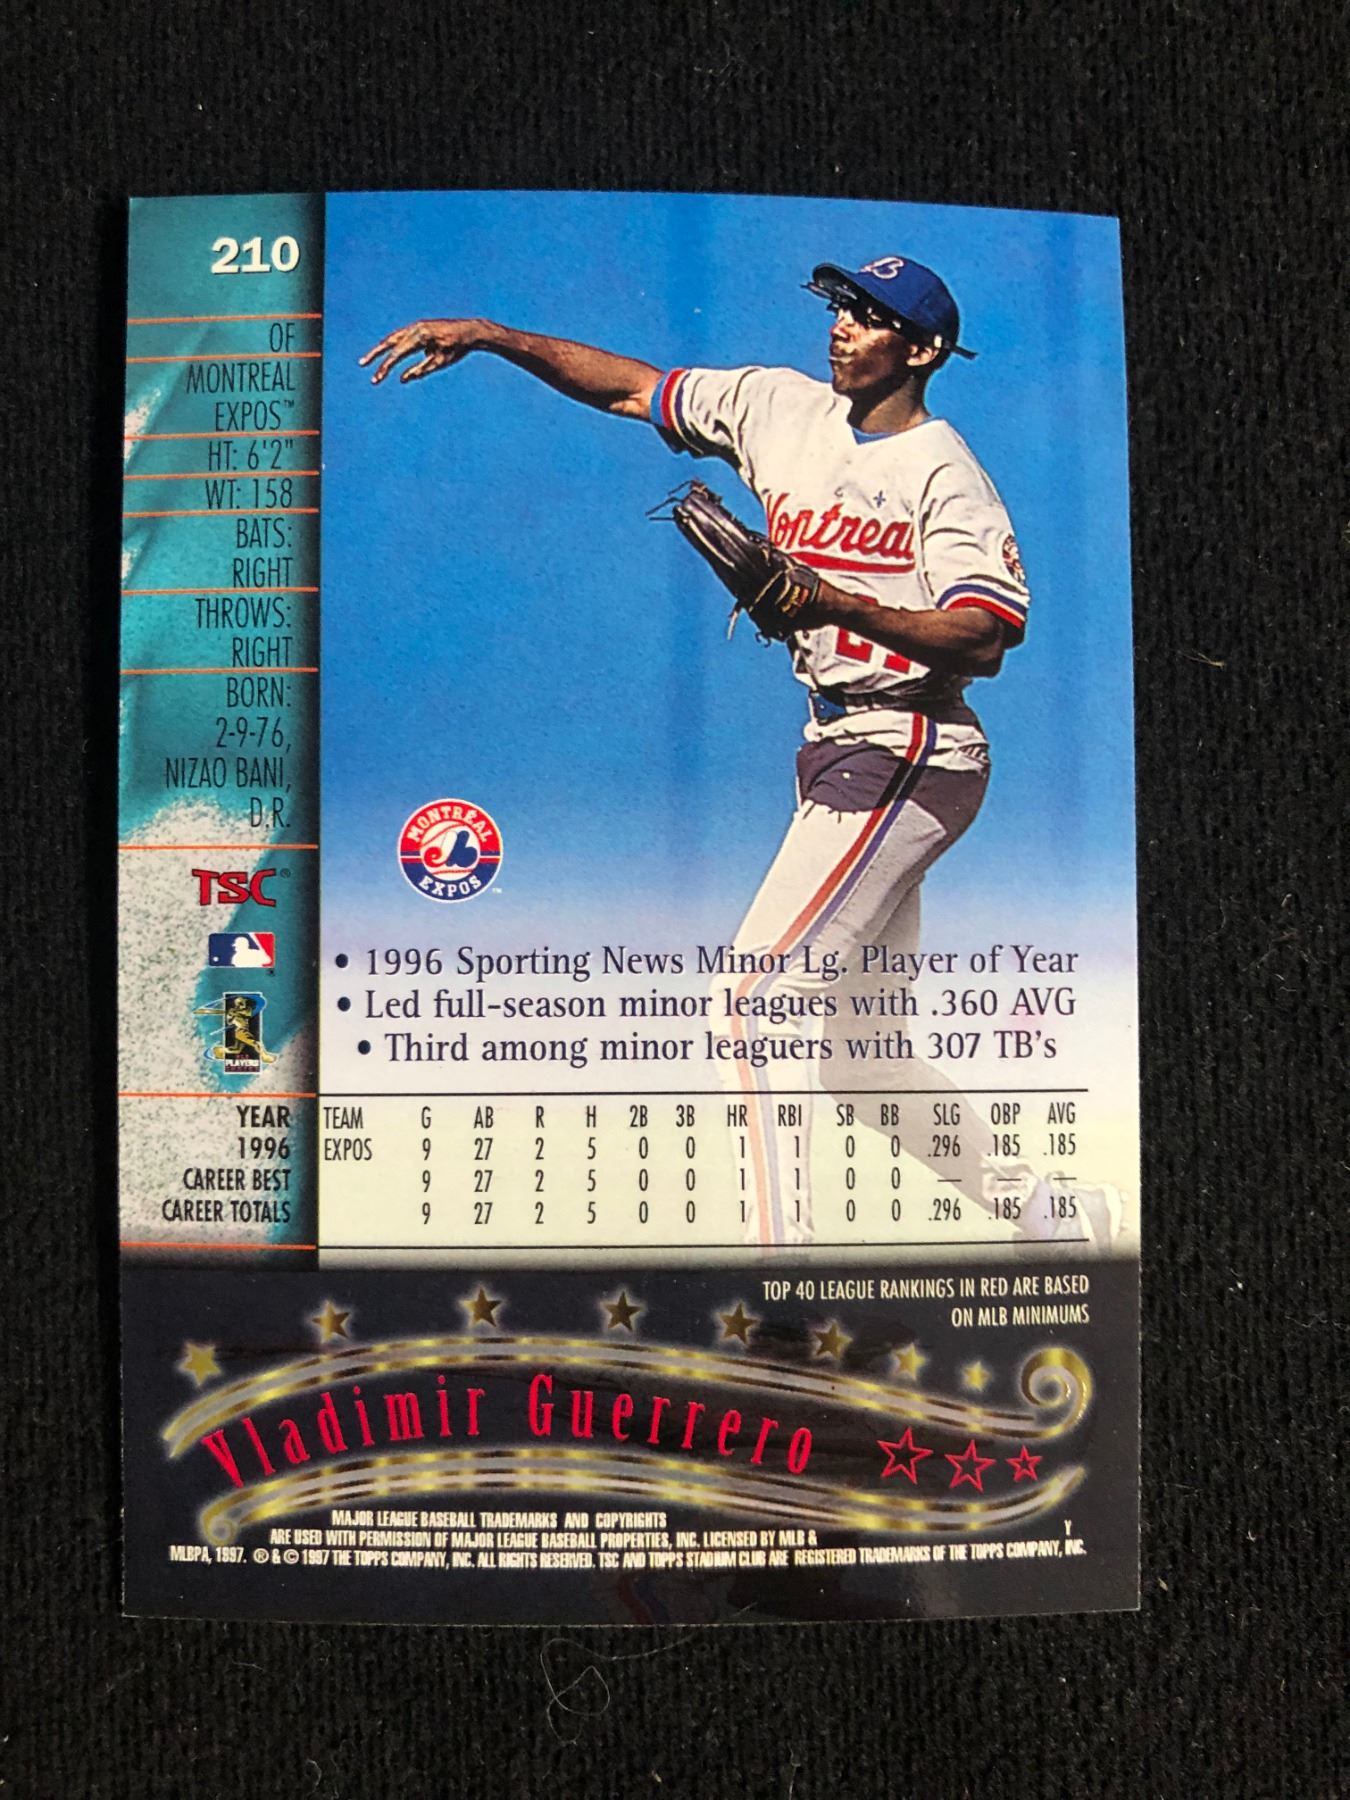 210
OF
MONTREAL
EXPOS™
HT: 6'2"
WT: 158
BATS:
RIGHT
THROWS:
RIGHT
BORN:
2-9-76,
NIZAO BANI,
D.R.
TSC®
Montreal
MONTRÉAL
EXPOS™
• 1996 Sporting News Minor Lg. Player of Year
• Led full-season minor leagues with .360 AVG
• Third among minor leaguers with 307 TB's
YEAR TEAM G AB R H 2B 3B HR RBI SB BB SLG OBP AVG
1996 EXPOS 9 27 2 5 0 0 1 1 0 0 .296 .185 .185
CAREER BEST 9 27 2 5 0 0 1 1 0 0 — — —
CAREER TOTALS 9 27 2 5 0 0 1 1 0 0 .296 .185 .185
TOP 40 LEAGUE RANKINGS IN RED ARE BASED
ON MLB MINIMUMS
Vladimir Guerrero
MAJOR LEAGUE BASEBALL TRADEMARKS AND COPYRIGHTS
ARE USED WITH PERMISSION OF MAJOR LEAGUE BASEBALL PROPERTIES, INC. LICENSED BY MLB &
Y
MLBPA, 1997. ® & © 1997 THE TOPPS COMPANY, INC. ALL RIGHTS RESERVED. TSC AND TOPPS STADIUM CLUB ARE REGISTERED TRADEMARKS OF THE TOPPS COMPANY, INC.